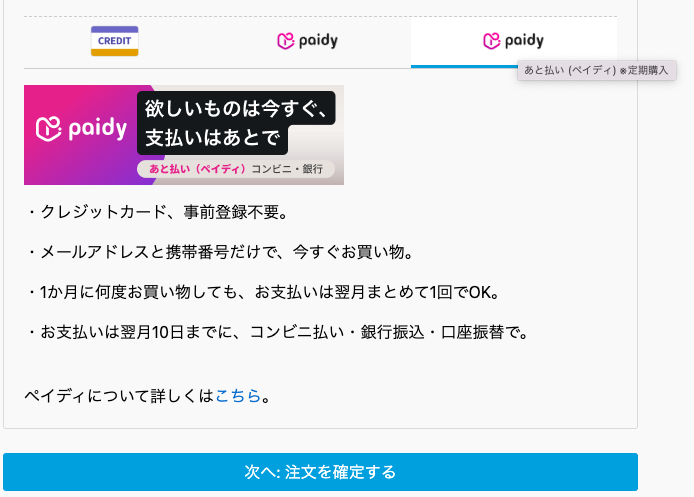 CREDIT
paidy
paidy
あと払い (ペイディ) ※定期購入
paidy
欲しいものは今すぐ、
支払いはあとで
あと払い（ペイディ）コンビニ・銀行
・クレジットカード、事前登録不要。
・メールアドレスと携帯番号だけで、今すぐお買い物。
・1か月に何度お買い物しても、お支払いは翌月まとめて1回でOK。
・お支払いは翌月10日までに、コンビニ払い・銀行振込・口座振替で。
ペイディについて詳しくはこちら。
次へ: 注文を確定する